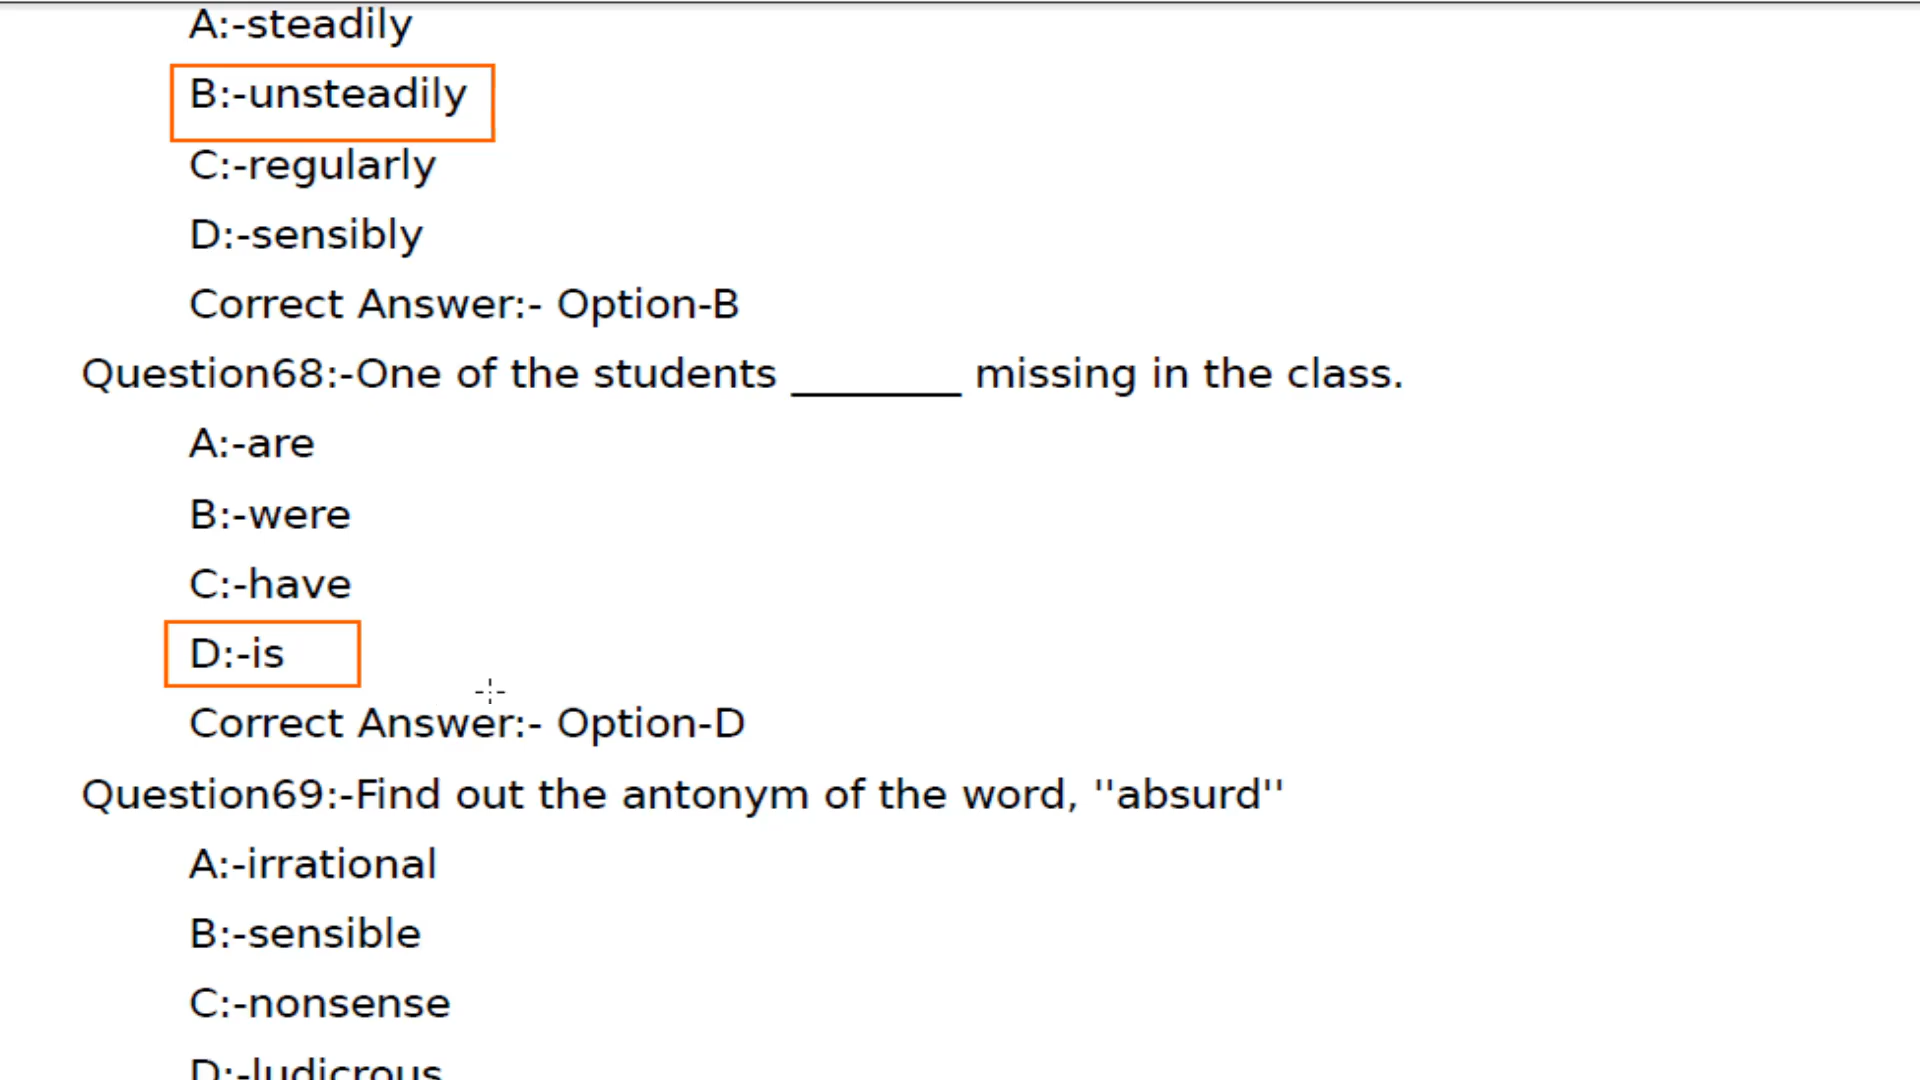 A:-steadily
B:-unsteadily
C:-regularly
D:-sensibly
Correct Answer:- Option-B
Question68:-One of the students ________ missing in the class.
A:-are
B:-were
C:-have
D:-is
Correct Answer:- Option-D
Question69:-Find out the antonym of the word, ''absurd''
A:-irrational
B:-sensible
C:-nonsense
D:-ludicrous